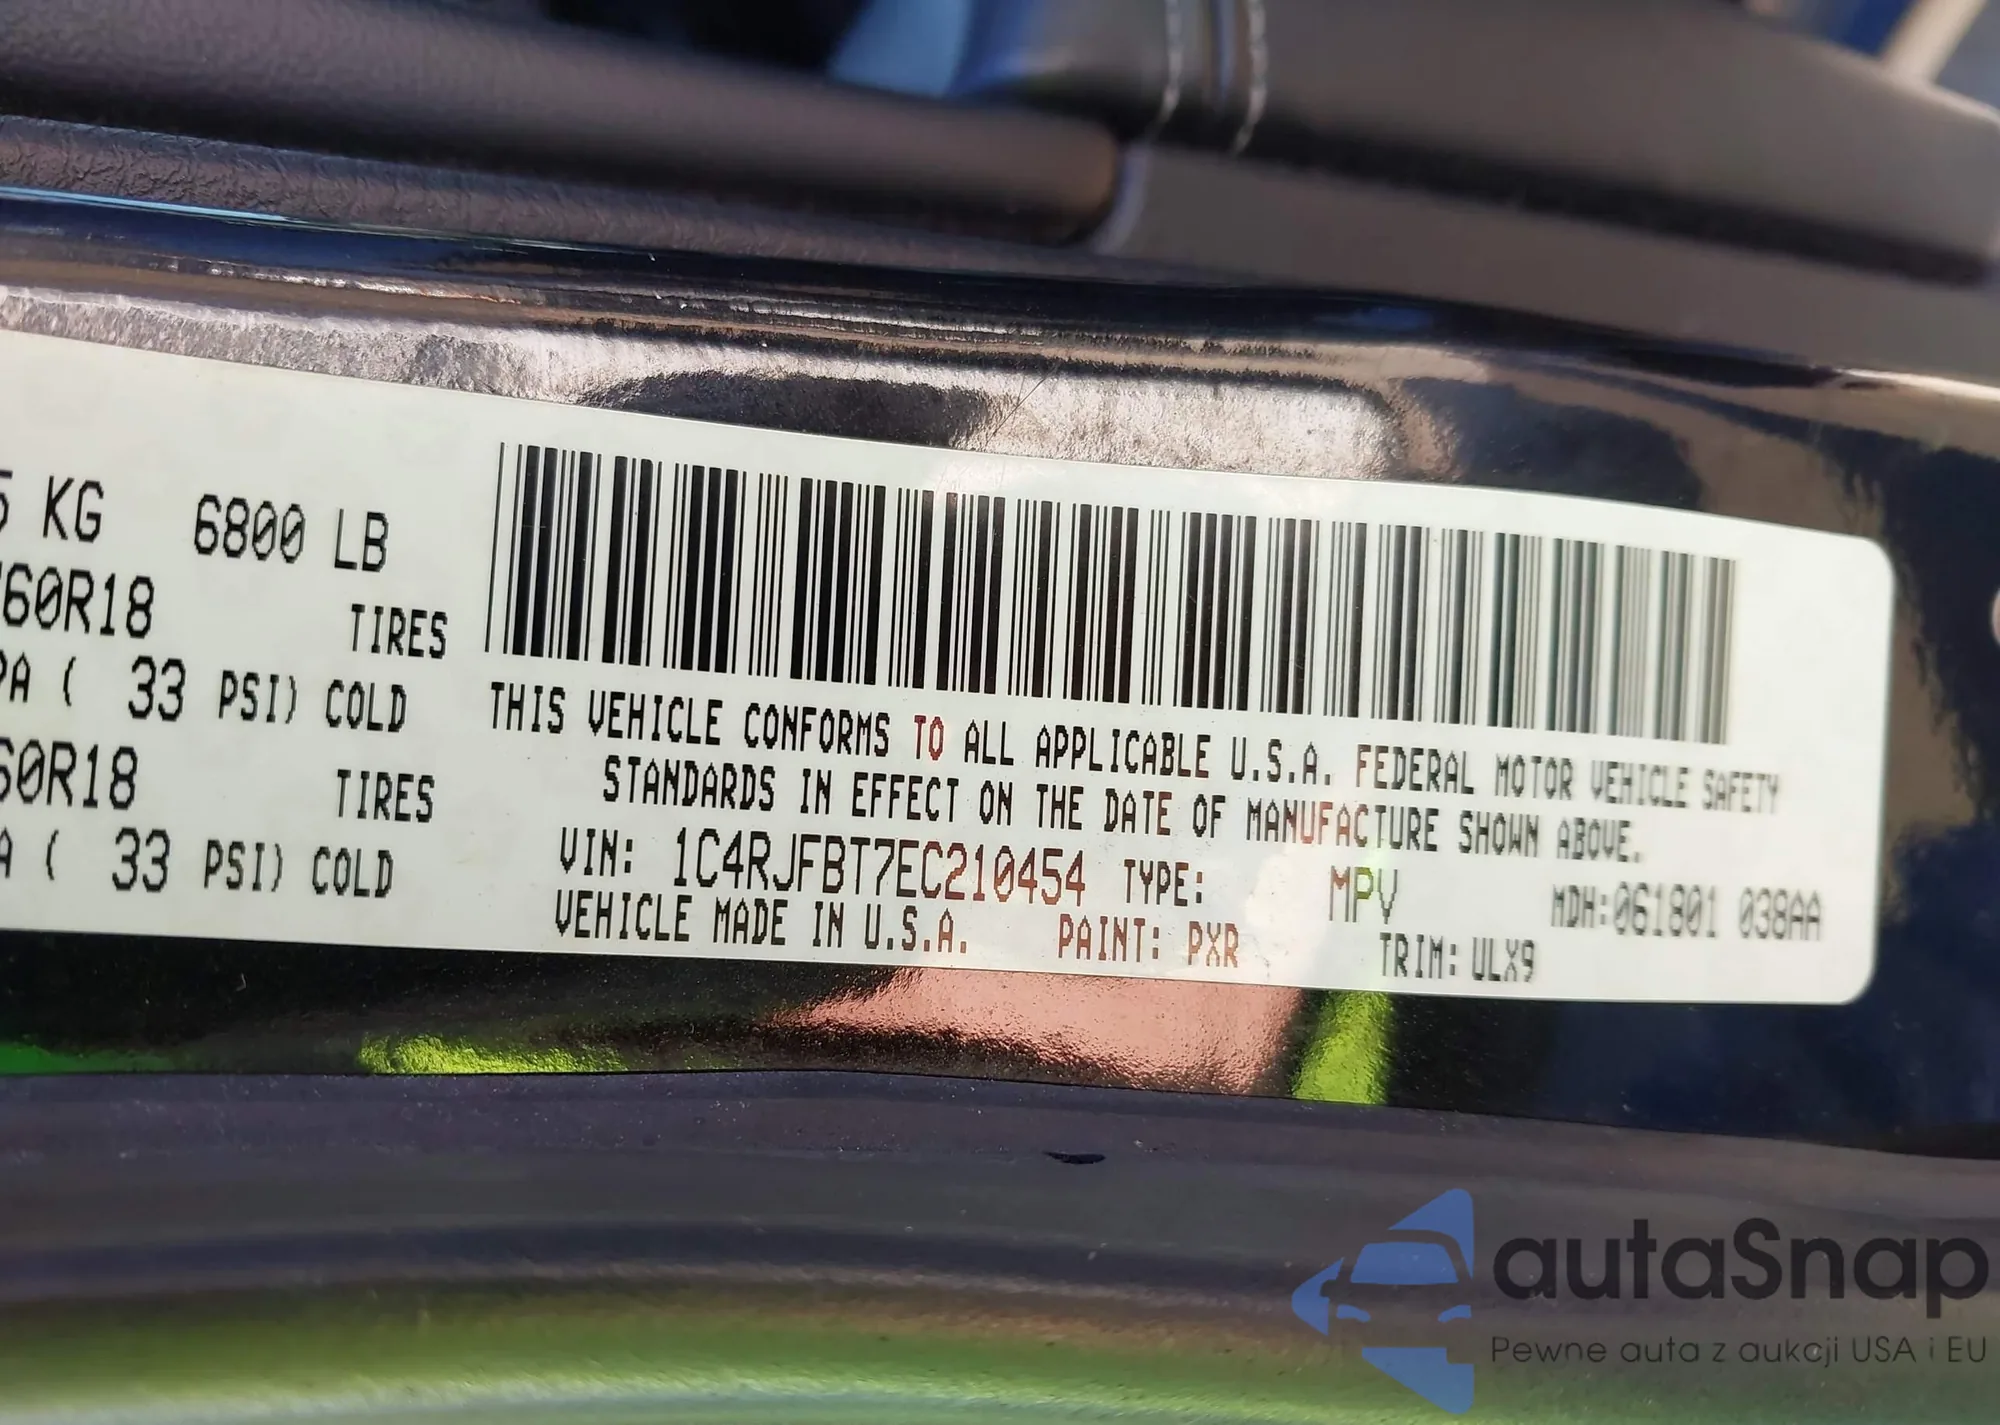 5 KG 6800 LB
60R18 TIRES
PA ( 33 PSI) COLD
60R18 TIRES
A ( 33 PSI) COLD
THIS VEHICLE CONFORMS TO ALL APPLICABLE U.S.A. FEDERAL MOTOR VEHICLE SAFETY
STANDARDS IN EFFECT ON THE DATE OF MANUFACTURE SHOWN ABOVE.
VIN: 1C4RJFBT7EC210454 TYPE: MPV MDH:061801 038AA
VEHICLE MADE IN U.S.A. PAINT: PXR TRIM: ULX9
autaSnap
Pewne auta z aukcji USA i EU